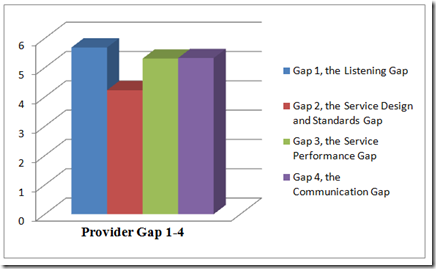 6
5
4
3
2
1
0
Provider Gap 1-4
Gap 1, the Listening Gap
Gap 2, the Service Design
and Standards Gap
Gap 3, the Service
Performance Gap
Gap 4, the
Communication Gap